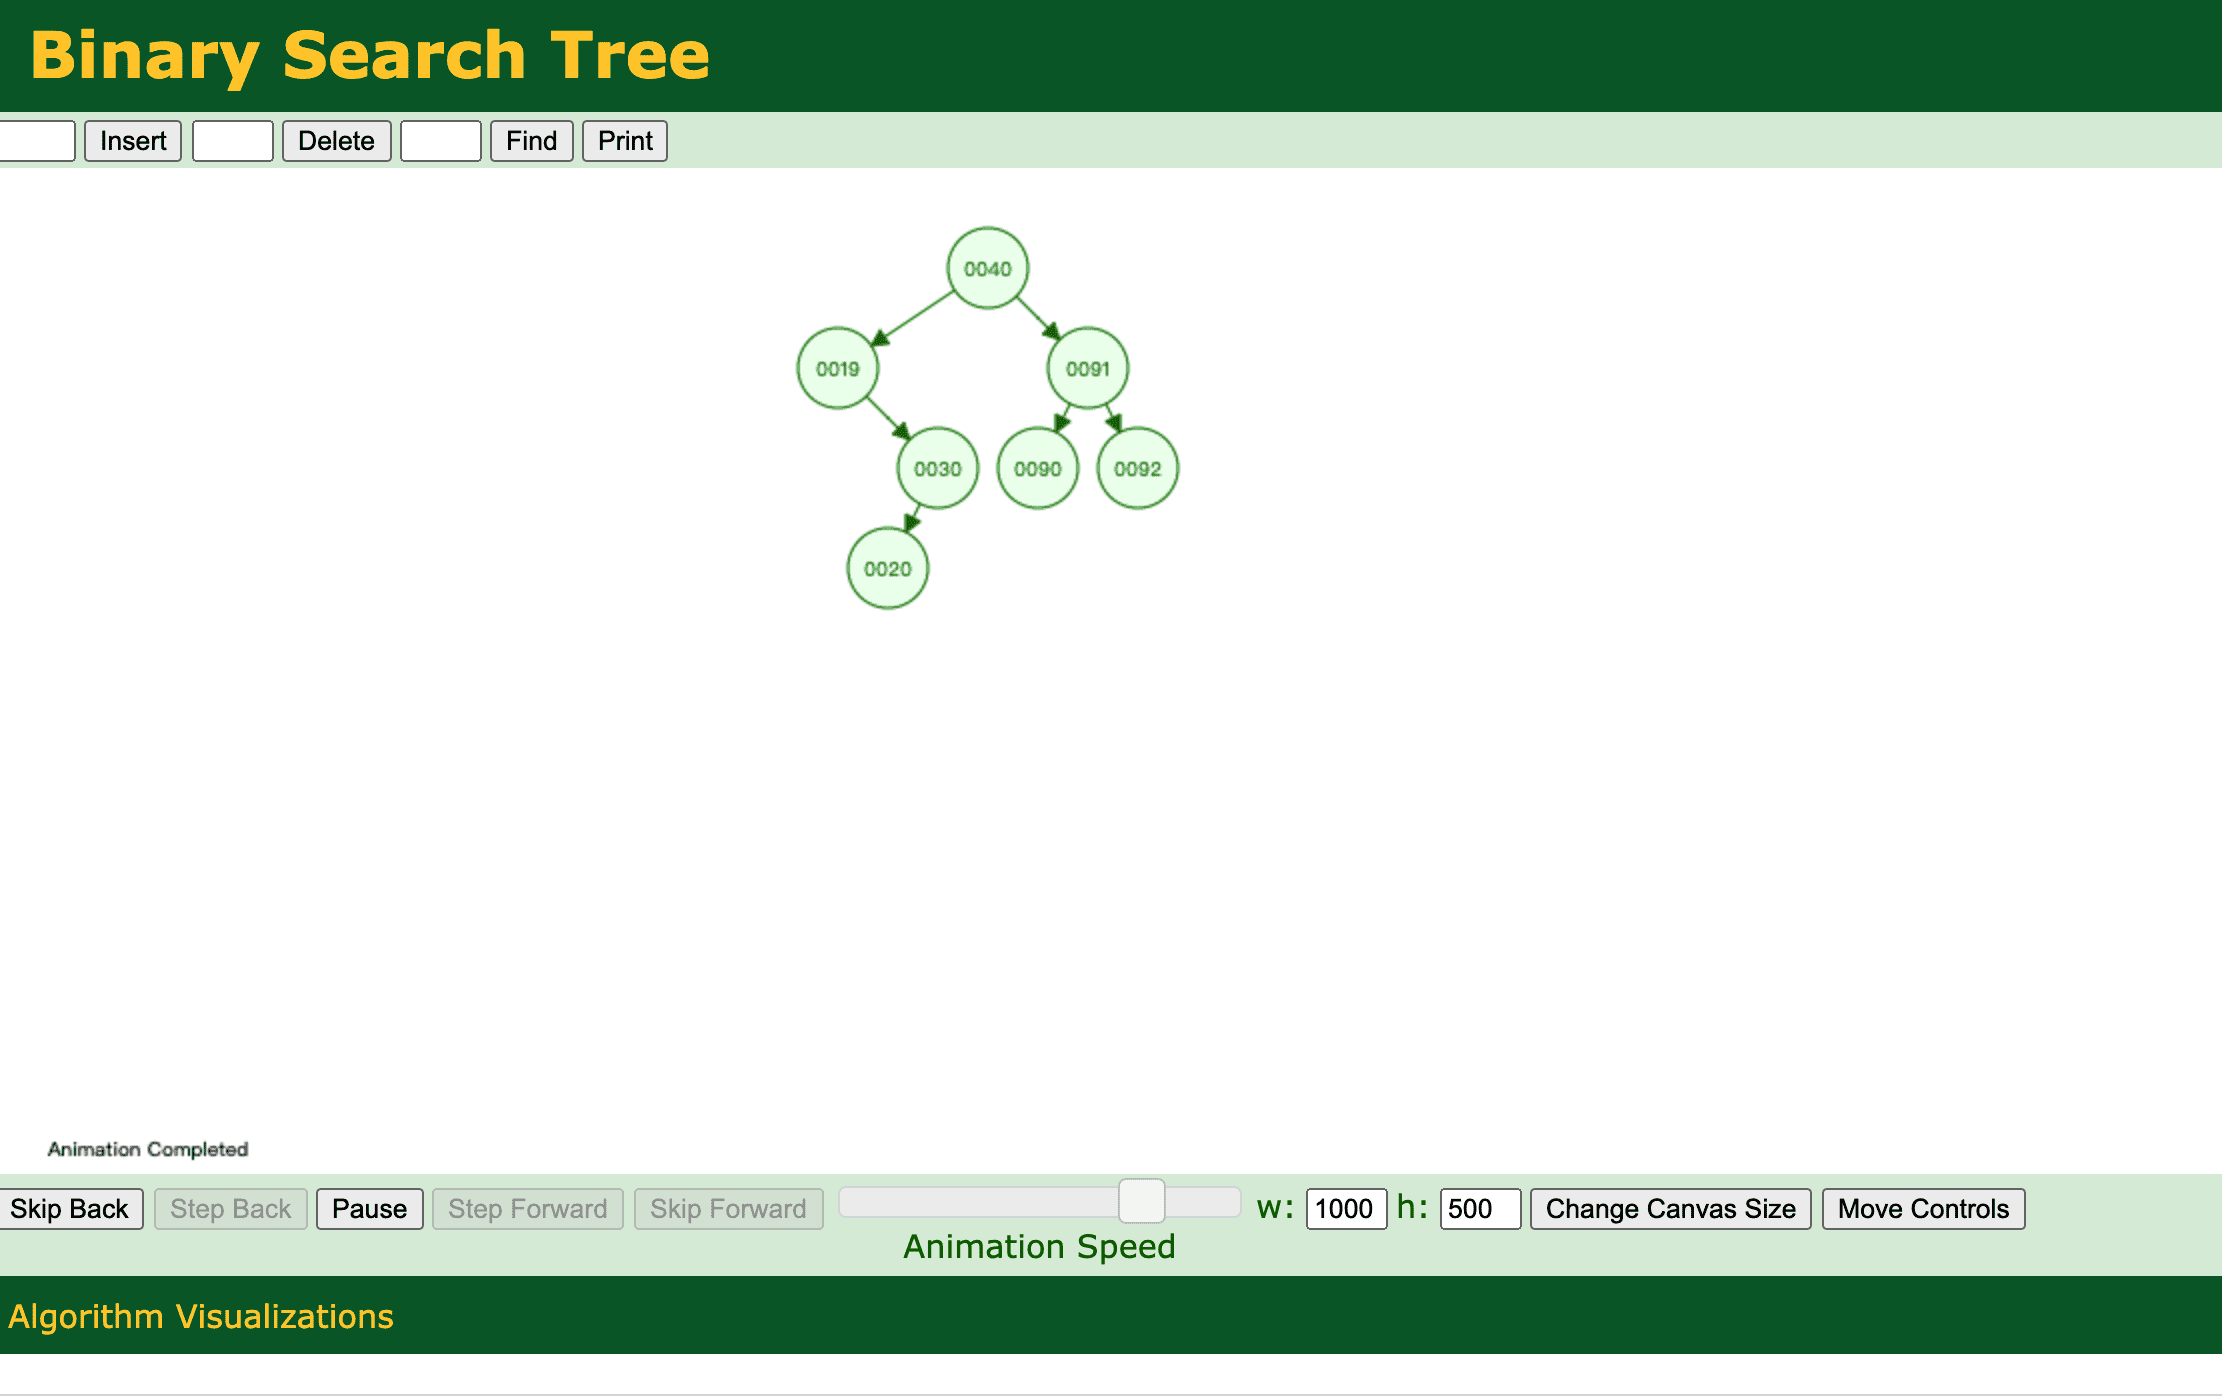 Binary Search Tree
Insert Delete Find Print
0040
0019 0091
0030 0090 0092
0020
Animation Completed
Skip Back Step Back Pause Step Forward Skip Forward w: 1000 h: 500 Change Canvas Size Move Controls
Animation Speed
Algorithm Visualizations